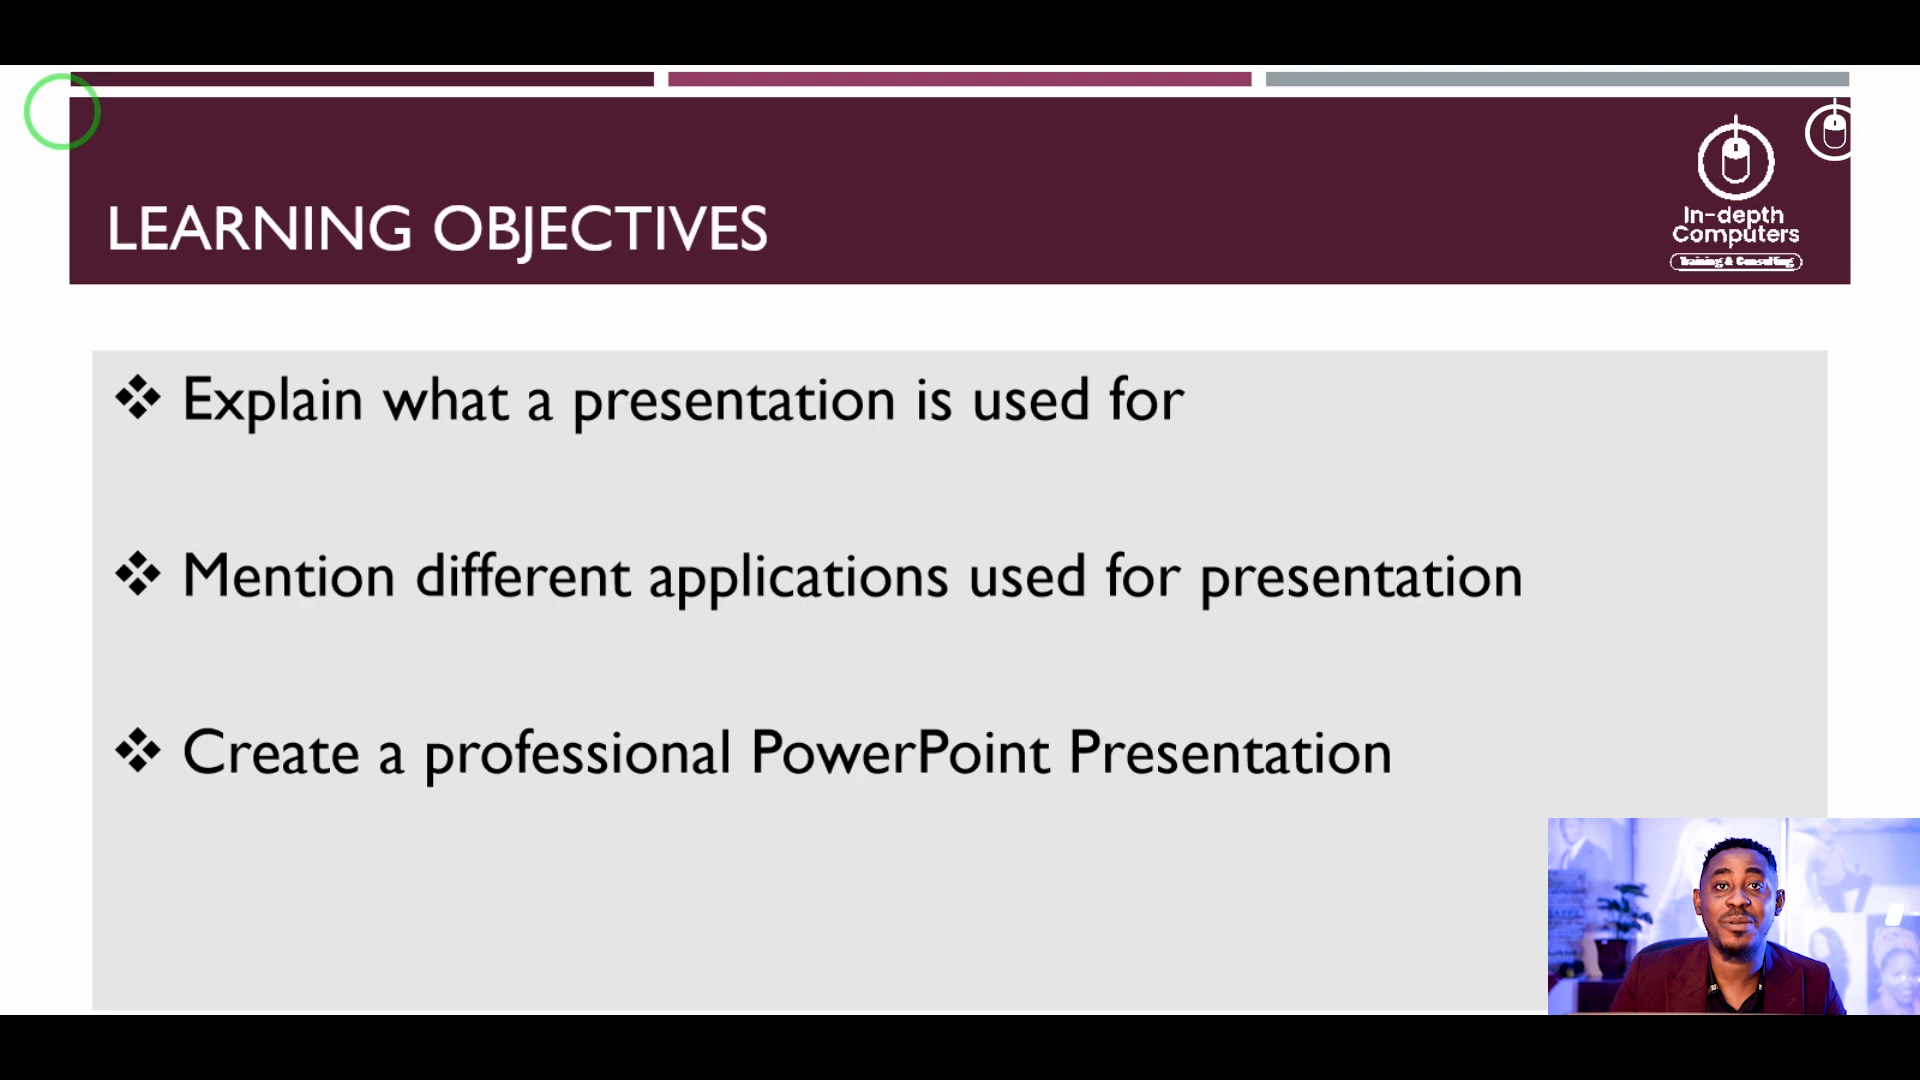 LEARNING OBJECTIVES
In-depth
Computers
Training & Consulting
❖ Explain what a presentation is used for
❖ Mention different applications used for presentation
❖ Create a professional PowerPoint Presentation